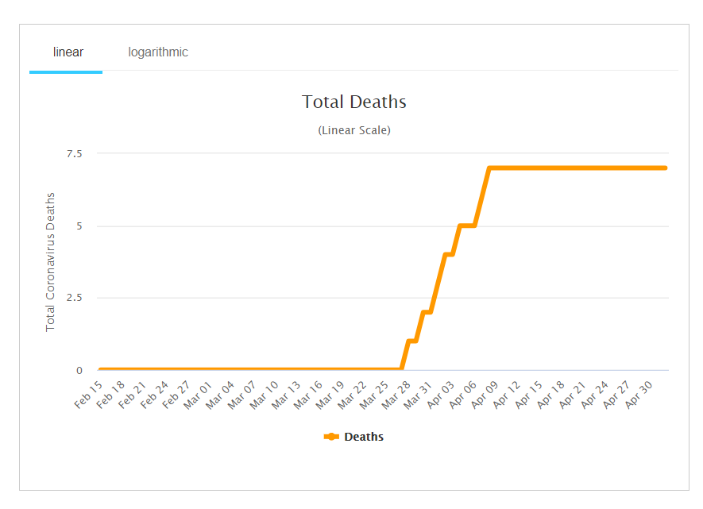 linear logarithmic
Total Deaths
(Linear Scale)
Total Coronavirus Deaths
7.5
5
2.5
0
Feb 15 Feb 18 Feb 21 Feb 24 Feb 27 Mar 01 Mar 04 Mar 07 Mar 10 Mar 13 Mar 16 Mar 19 Mar 22 Mar 25 Mar 28 Mar 31 Apr 03 Apr 06 Apr 09 Apr 12 Apr 15 Apr 18 Apr 21 Apr 24 Apr 27 Apr 30
Deaths